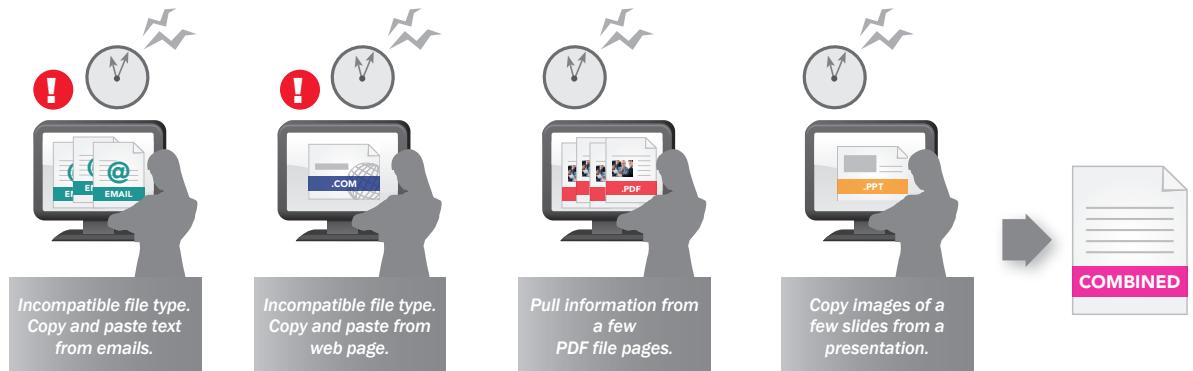 !
@
EMAIL
Incompatible file type.
Copy and paste text
from emails.
!
.COM
Incompatible file type.
Copy and paste from
web page.
.PDF
Pull information from
a few
PDF file pages.
.PPT
Copy images of a
few slides from a
presentation.
COMBINED